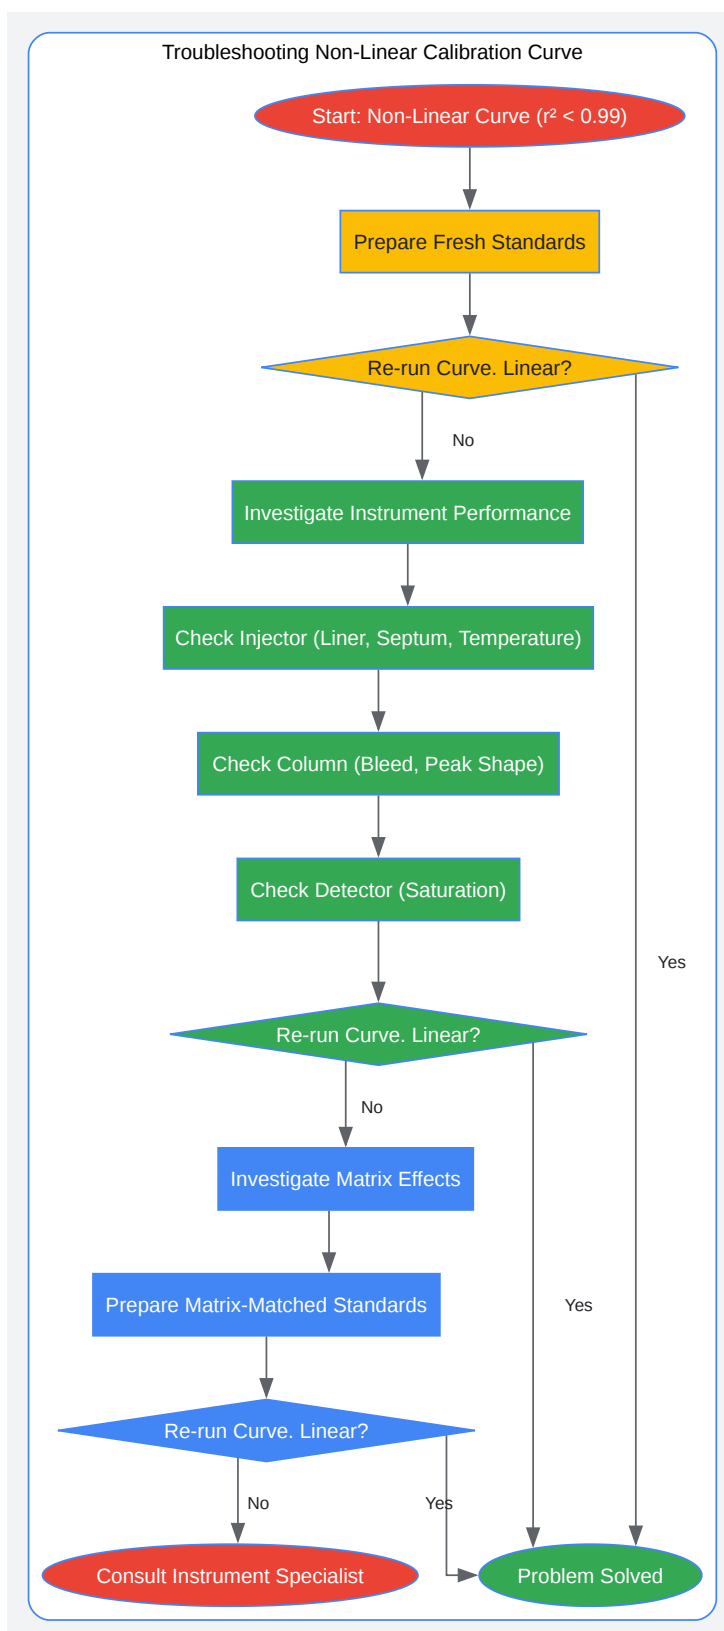 Troubleshooting Non-Linear Calibration Curve
Start: Non-Linear Curve (r² < 0.99)
Prepare Fresh Standards
Re-run Curve. Linear?
No
Investigate Instrument Performance
Check Injector (Liner, Septum, Temperature)
Check Column (Bleed, Peak Shape)
Check Detector (Saturation)
Yes
Re-run Curve. Linear?
No
Investigate Matrix Effects
Prepare Matrix-Matched Standards
Yes
Re-run Curve. Linear?
No
Yes
Consult Instrument Specialist
Problem Solved